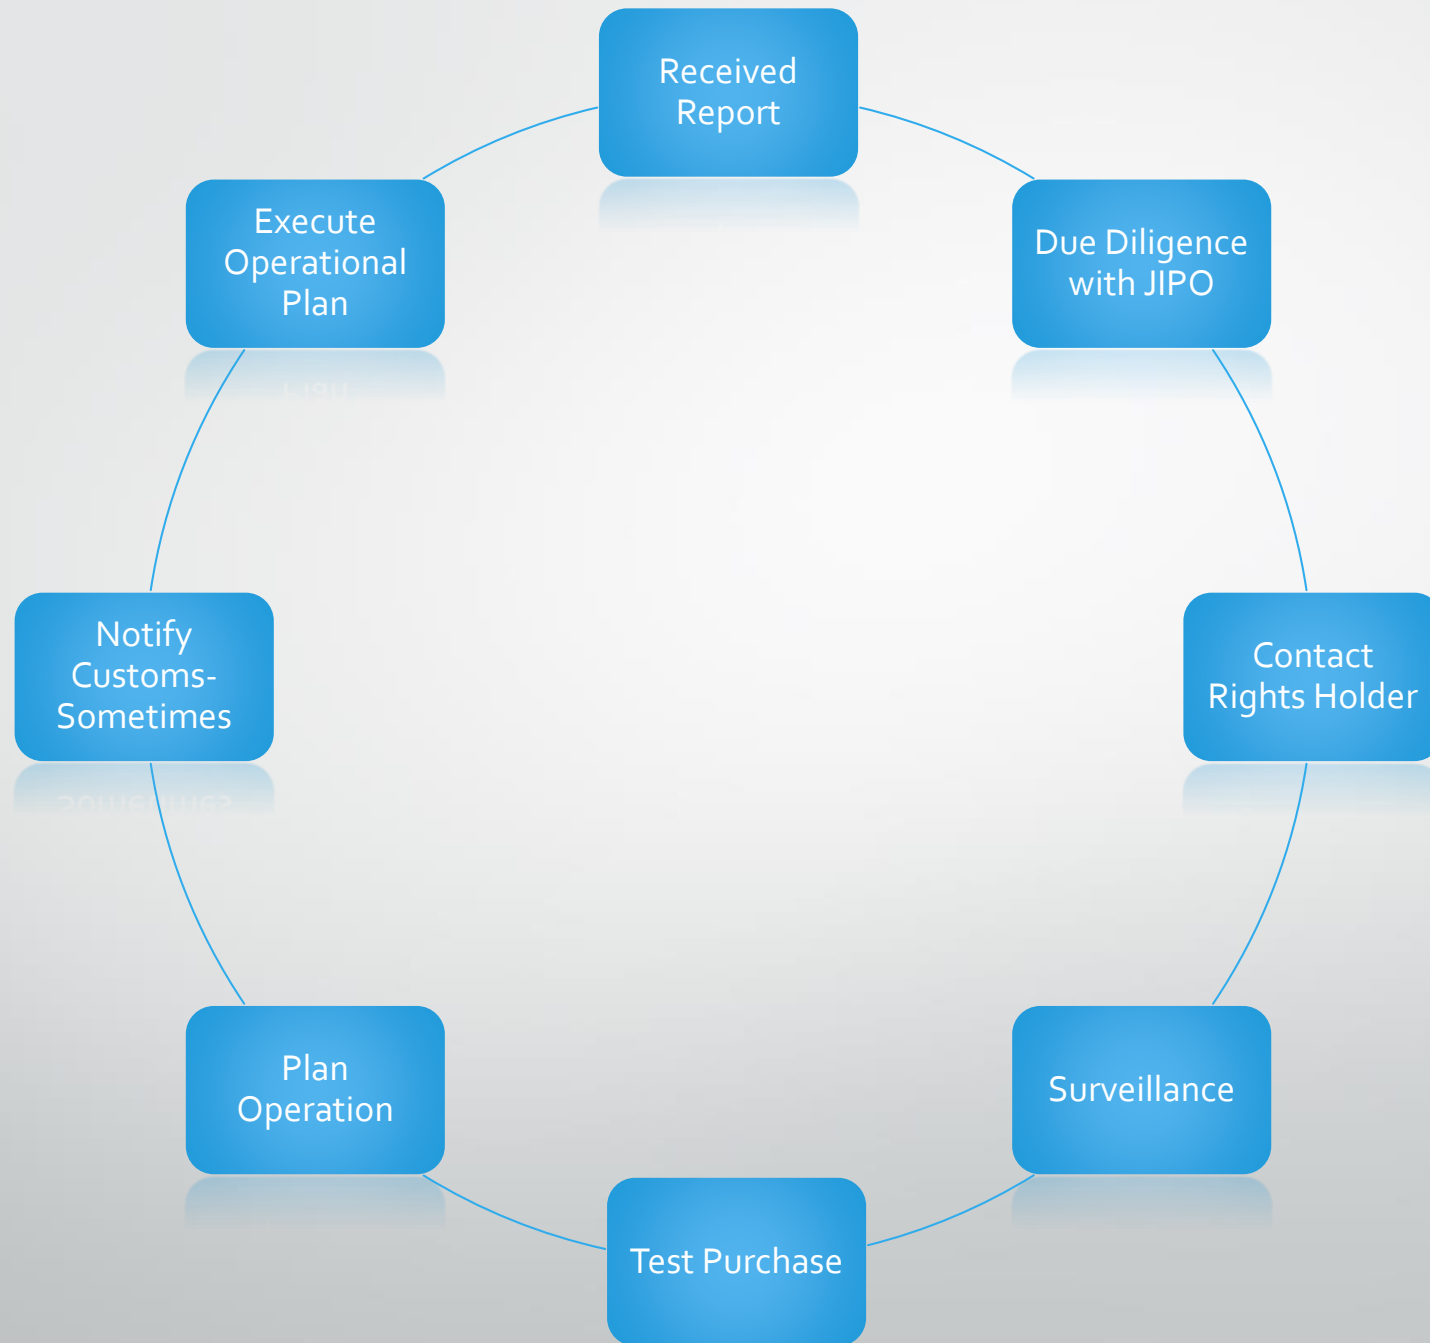 Received
Report
Due Diligence
with JIPO
Contact
Rights Holder
Surveillance
Test Purchase
Plan
Operation
Notify
Customs-
Sometimes
Execute
Operational
Plan